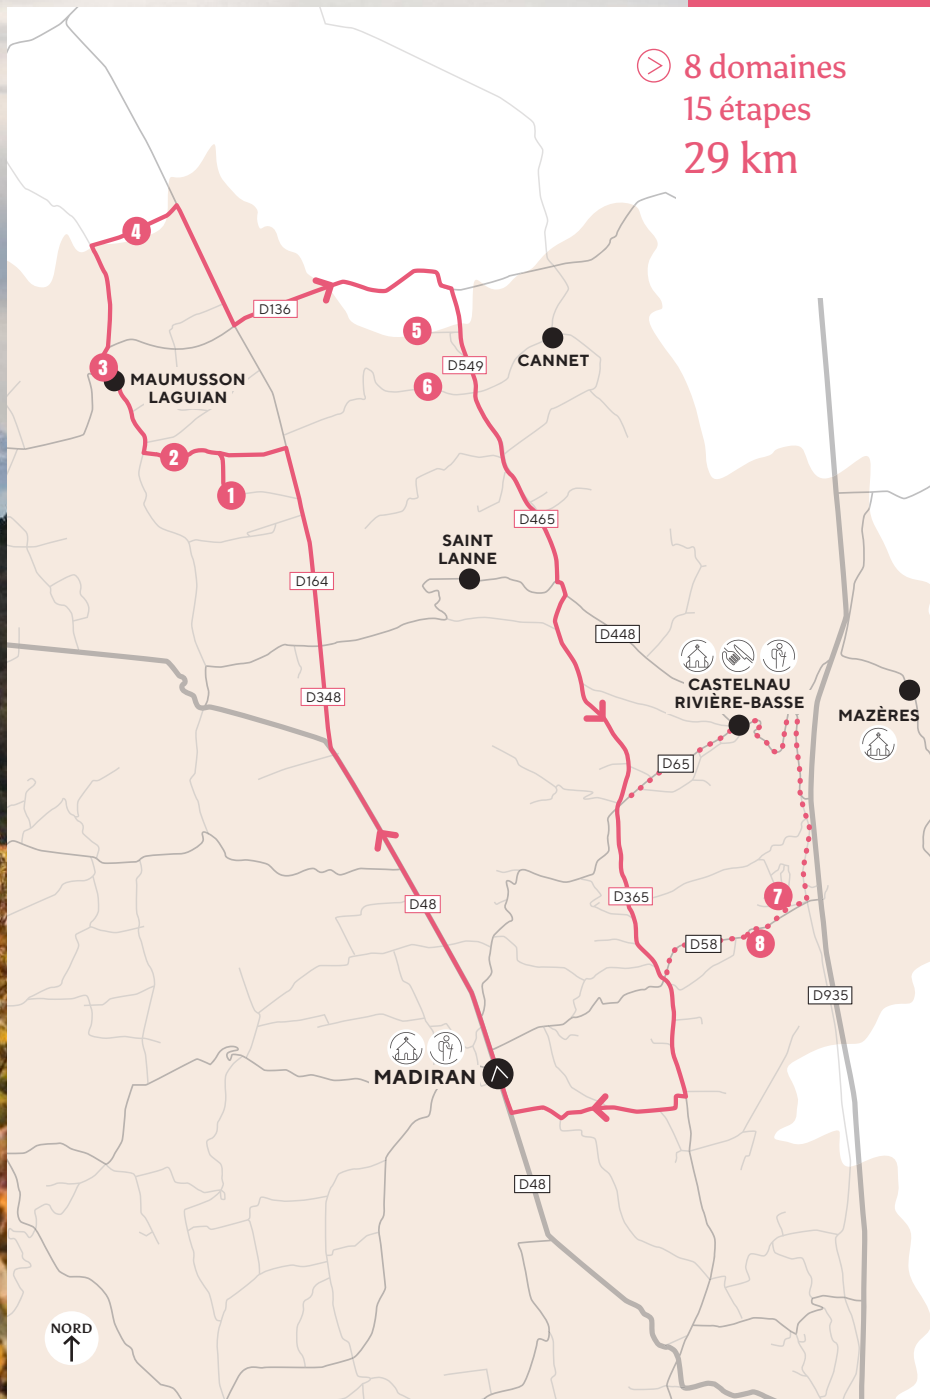 8 domaines
15 étapes
29 km
4
D136
5
CANNET
D549
3
MAUMUSSON
LAGUIAN
6
2
1
D465
SAINT
LANNE
D164
D448
CASTELNAU
RIVIÈRE-BASSE
D348
MAZÈRES
D65
D48
D365
7
8
D58
D935
MADIRAN
D48
NORD